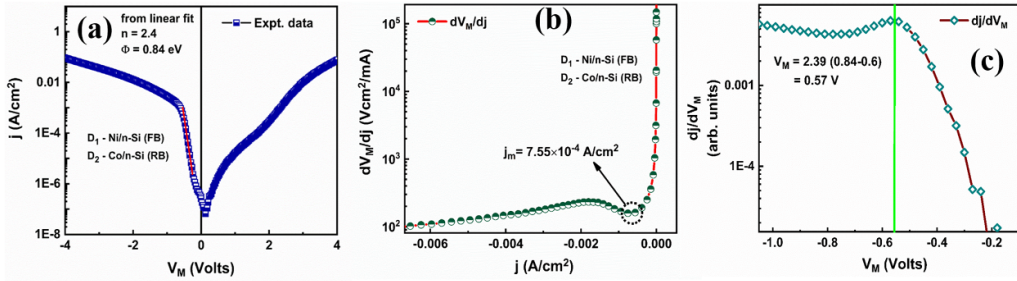 (a)
from linear fit
n = 2.4
Φ = 0.84 eV
Expt. data
D₁ - Ni/n-Si (FB)
D₂ - Co/n-Si (RB)
j (A/cm²)
0.01
1E-4
1E-6
1E-8
-4 -2 0 2 4
V_M (Volts)
(b)
dV_M/dj
D₁ - Ni/n-Si (FB)
D₂ - Co/n-Si (RB)
j_m= 7.55×10⁻⁴ A/cm²
dV_M/dj (V/cm²/mA)
10⁵
10⁴
10³
10²
-0.006 -0.004 -0.002 0.000
j (A/cm²)
dj/dV_M
V_M = 2.39 (0.84-0.6)
= 0.57 V
(c)
dj/dV_M
(arb. units)
0.001
1E-4
-1.0 -0.8 -0.6 -0.4 -0.2
V_M (Volts)